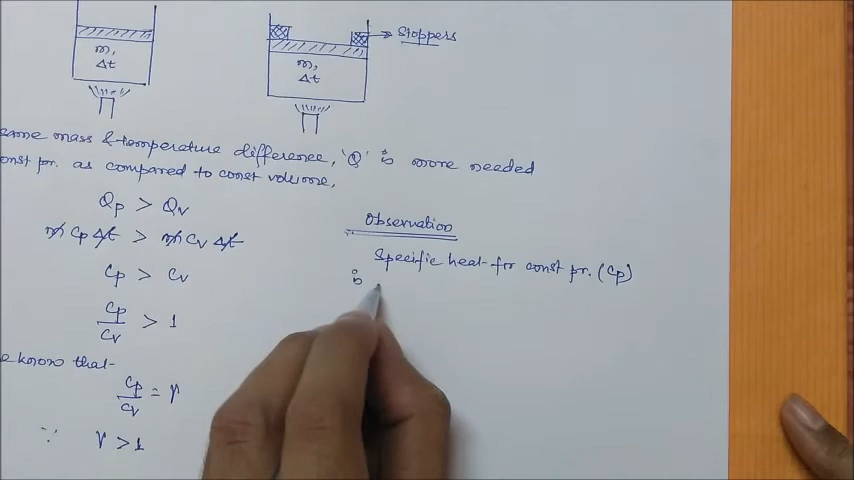 m,
Δt
m,
Δt
Stoppers
same mass & temperature difference, 'Q' is more needed
const pr. as compared to const volume,
Qp > Qv
m Cp Δt > m Cv Δt
Cp > Cv
Cp/Cv > 1
we know that-
Cp/Cv = γ
∵ γ > 1
Observation
Specific heat for const pr. (Cp)
is